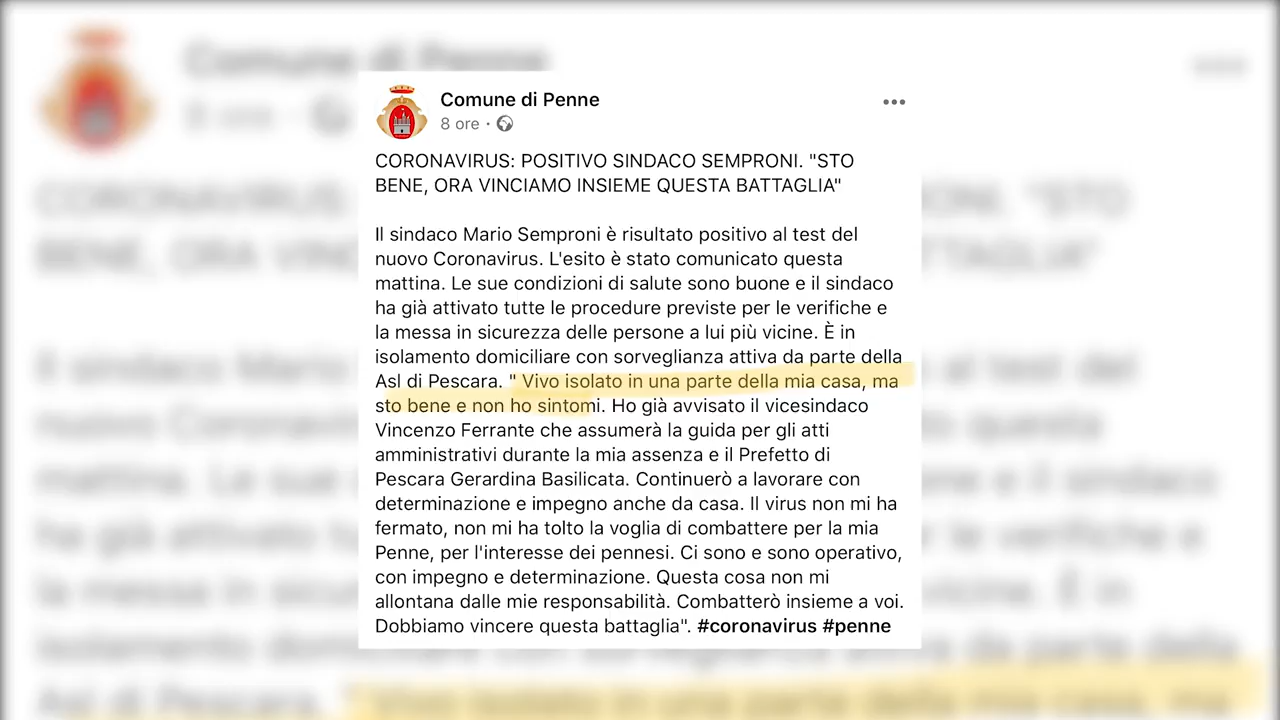 Comune di Penne
8 ore ·
CORONAVIRUS: POSITIVO SINDACO SEMPRONI. "STO
BENE, ORA VINCIAMO INSIEME QUESTA BATTAGLIA"
Il sindaco Mario Semproni è risultato positivo al test del
nuovo Coronavirus. L'esito è stato comunicato questa
mattina. Le sue condizioni di salute sono buone e il sindaco
ha già attivato tutte le procedure previste per le verifiche e
la messa in sicurezza delle persone a lui più vicine. È in
isolamento domiciliare con sorveglianza attiva da parte della
Asl di Pescara. " Vivo isolato in una parte della mia casa, ma
sto bene e non ho sintomi. Ho già avvisato il vicesindaco
Vincenzo Ferrante che assumerà la guida per gli atti
amministrativi durante la mia assenza e il Prefetto di
Pescara Gerardina Basilicata. Continuerò a lavorare con
determinazione e impegno anche da casa. Il virus non mi ha
fermato, non mi ha tolto la voglia di combattere per la mia
Penne, per l'interesse dei pennesi. Ci sono e sono operativo,
con impegno e determinazione. Questa cosa non mi
allontana dalle mie responsabilità. Combatterò insieme a voi.
Dobbiamo vincere questa battaglia". #coronavirus #penne